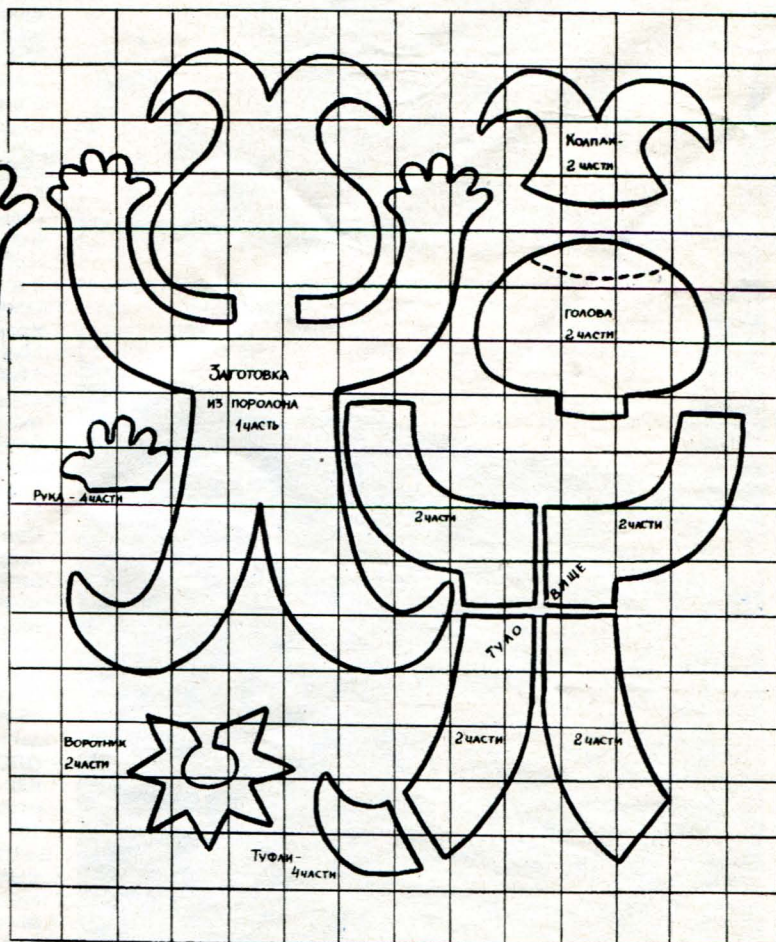 Колпак-
2 части
голова
2 части
Заготовка
из поролона
1 часть
Рука - 4 части
2 части
2 части
Туло
вище
2 части
2 части
Воротник
2 части
Туфли-
4 части